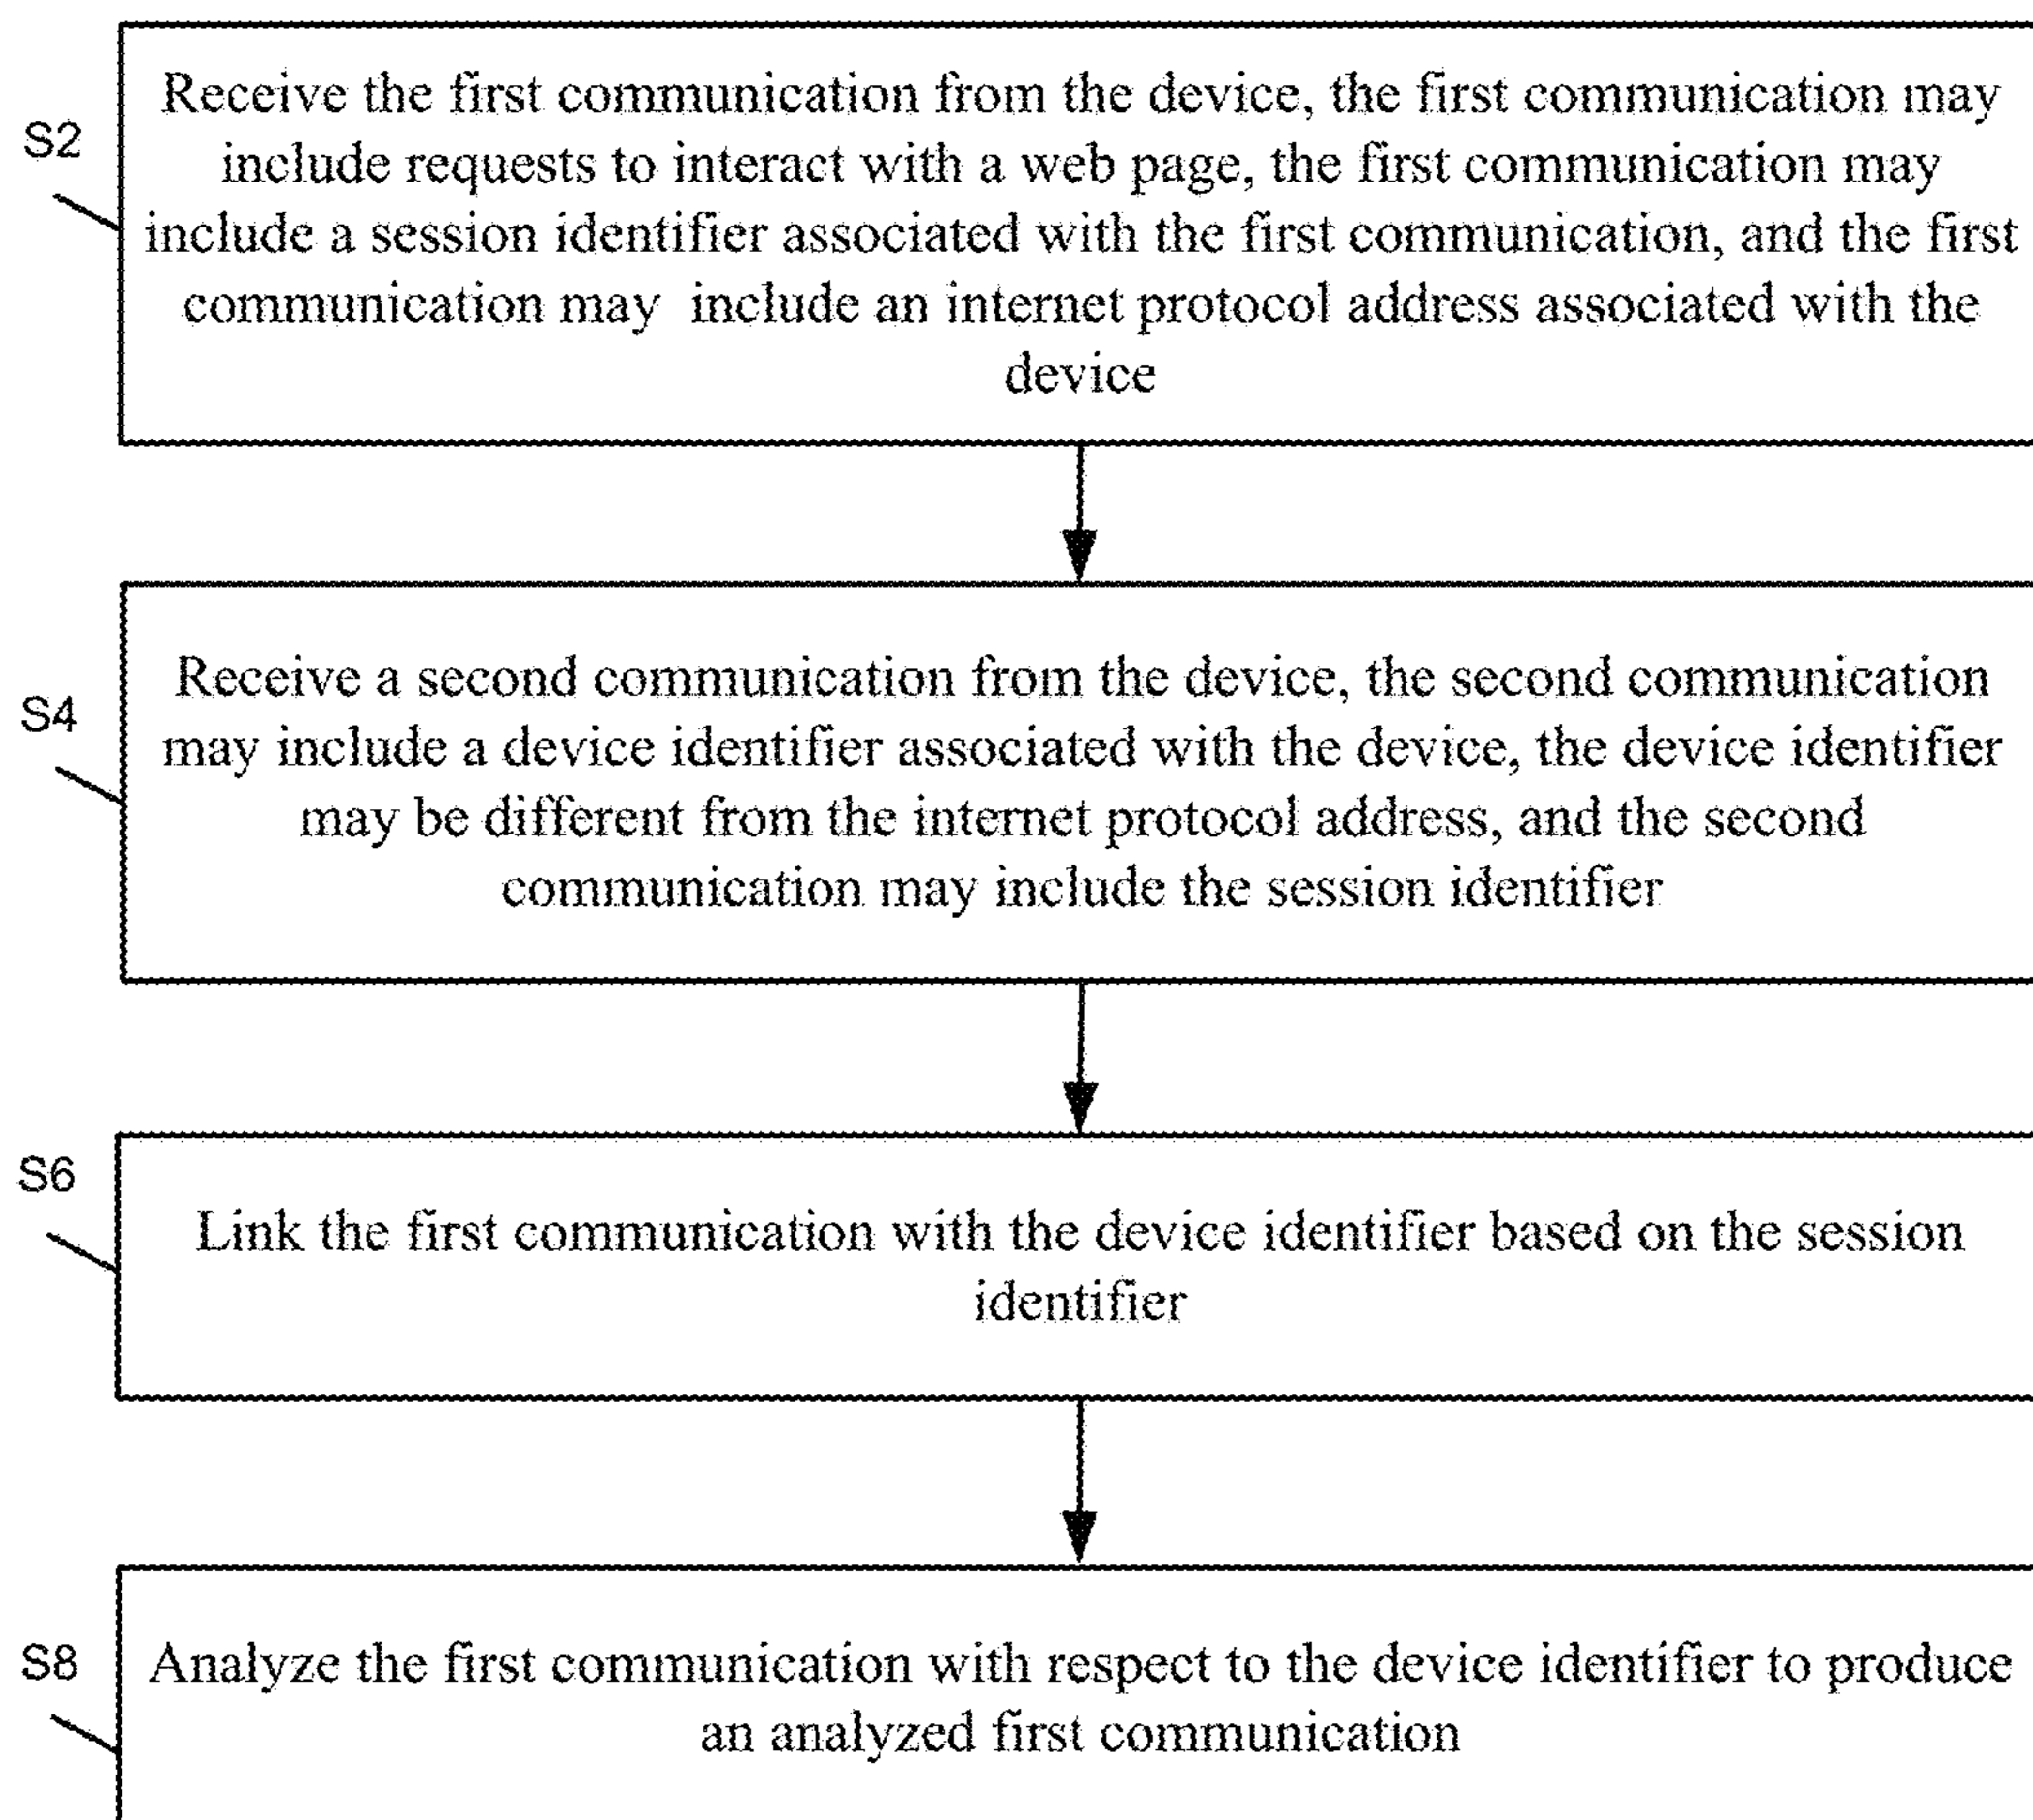 S2
Receive the first communication from the device, the first communication may
include requests to interact with a web page, the first communication may
include a session identifier associated with the first communication, and the first
communication may include an internet protocol address associated with the
device
S4
Receive a second communication from the device, the second communication
may include a device identifier associated with the device, the device identifier
may be different from the internet protocol address, and the second
communication may include the session identifier
S6
Link the first communication with the device identifier based on the session
identifier
S8
Analyze the first communication with respect to the device identifier to produce
an analyzed first communication